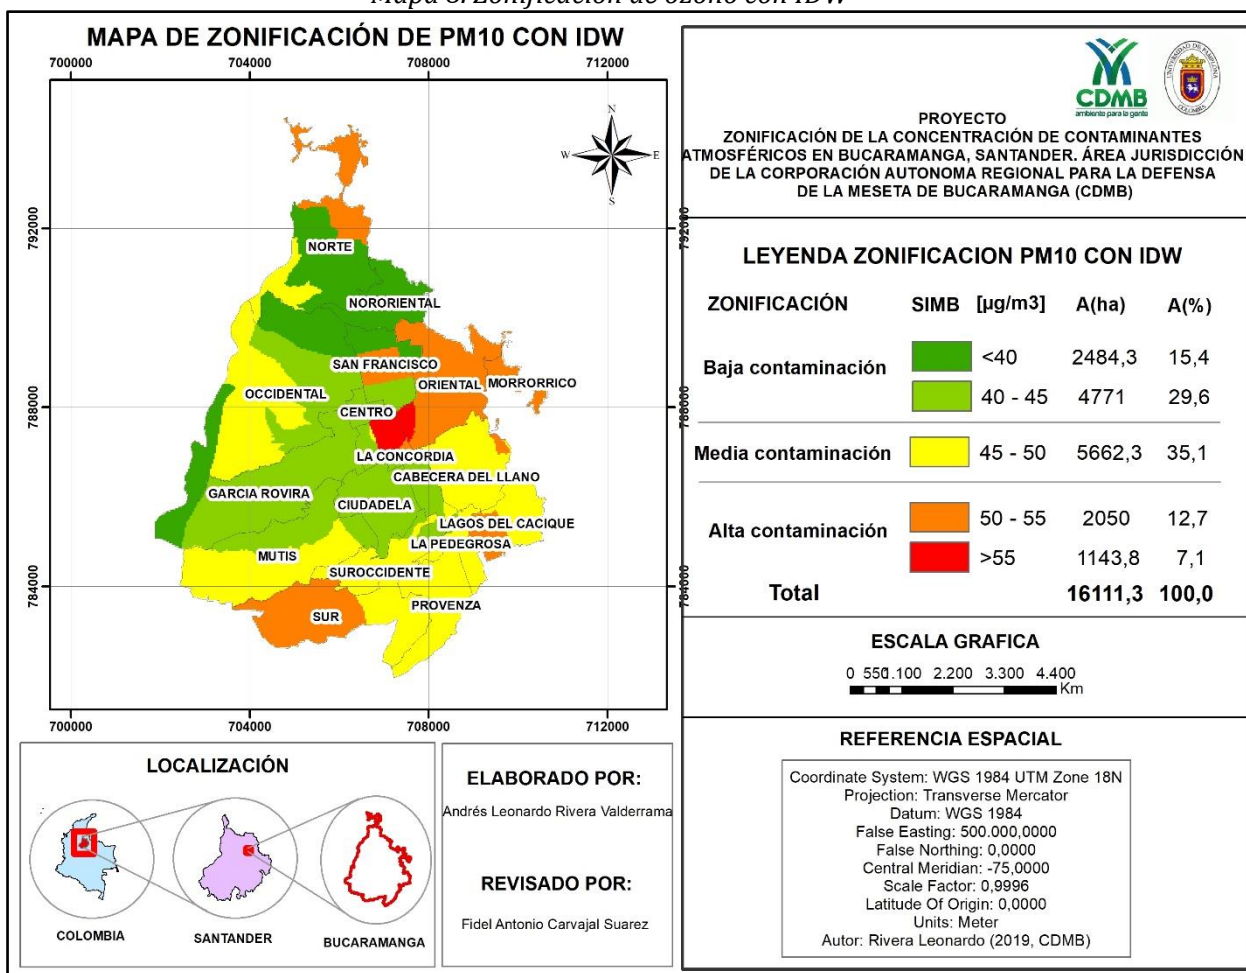 Mapa 8. Zonificación de ozono con IDW
MAPA DE ZONIFICACIÓN DE PM10 CON IDW
700000 704000 708000 712000
N
W E
S
792000 792000
788000 788000
784000 784000
NORTE
NORORIENTAL
SAN FRANCISCO
ORIENTAL MORRORRICO
OCCIDENTAL
CENTRO
LA CONCORDIA
CABECERA DEL LLANO
GARCIA ROVIRA
CIUDADELA
LAGOS DEL CACIQUE
LA PEDEGROSA
MUTIS
SUROCCIDENTE
PROVENZA
SUR
700000 704000 708000 712000
CDMB
ambiente para la gente
UNIVERSIDAD DE PAMPLONA
COLOMBIA
PROYECTO
ZONIFICACIÓN DE LA CONCENTRACIÓN DE CONTAMINANTES
ATMOSFÉRICOS EN BUCARAMANGA, SANTANDER. ÁREA JURISDICCIÓN
DE LA CORPORACIÓN AUTONOMA REGIONAL PARA LA DEFENSA
DE LA MESETA DE BUCARAMANGA (CDMB)
LEYENDA ZONIFICACION PM10 CON IDW
ZONIFICACIÓN SIMB [µg/m3] A(ha) A(%)
Baja contaminación
<40 2484,3 15,4
40 - 45 4771 29,6
Media contaminación 45 - 50 5662,3 35,1
Alta contaminación
50 - 55 2050 12,7
>55 1143,8 7,1
Total 16111,3 100,0
ESCALA GRAFICA
0 550 1.100 2.200 3.300 4.400
Km
REFERENCIA ESPACIAL
Coordinate System: WGS 1984 UTM Zone 18N
Projection: Transverse Mercator
Datum: WGS 1984
False Easting: 500.000,0000
False Northing: 0,0000
Central Meridian: -75,0000
Scale Factor: 0,9996
Latitude Of Origin: 0,0000
Units: Meter
Autor: Rivera Leonardo (2019, CDMB)
LOCALIZACIÓN
COLOMBIA SANTANDER BUCARAMANGA
ELABORADO POR:
Andrés Leonardo Rivera Valderrama
REVISADO POR:
Fidel Antonio Carvajal Suarez